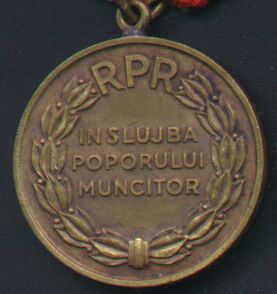 RPR
IN SLUJBA
POPORULUI
MUNCITOR